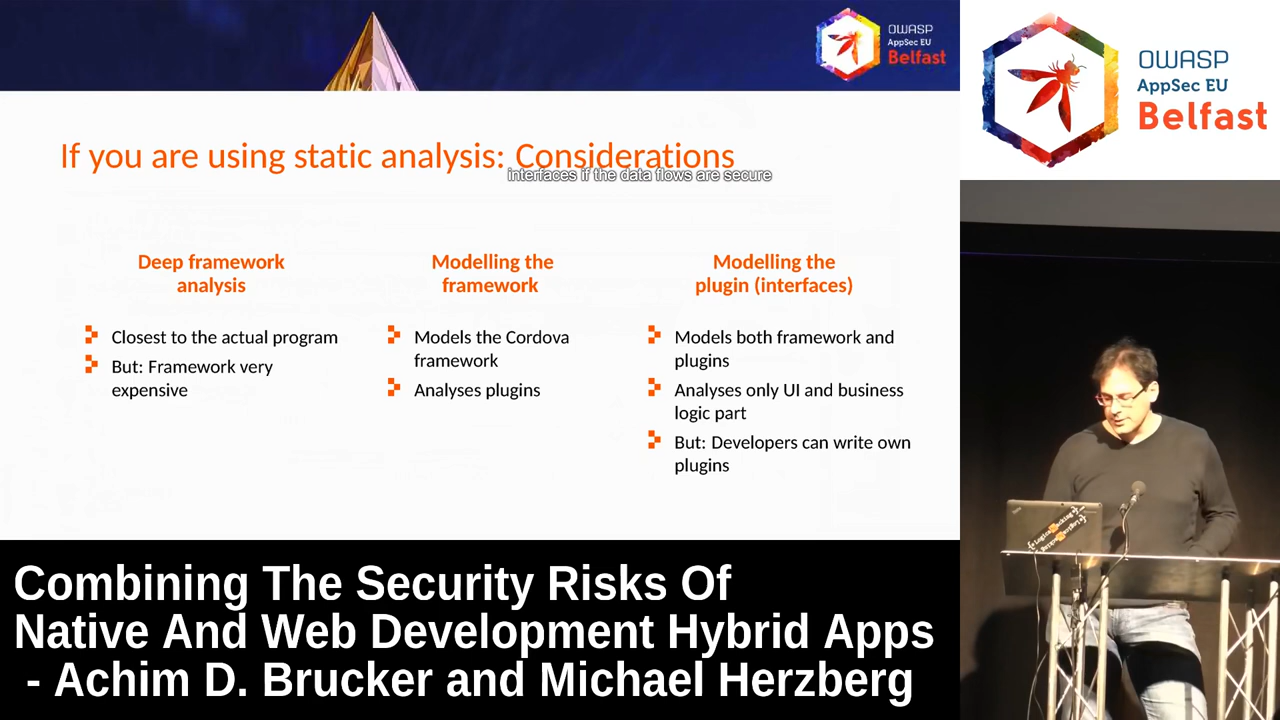 OWASP
AppSec EU
Belfast
OWASP
AppSec EU
Belfast
If you are using static analysis: Considerations
interfaces if the data flows are secure
Deep framework
analysis
Closest to the actual program
But: Framework very
expensive
Modelling the
framework
Models the Cordova
framework
Analyses plugins
Modelling the
plugin (interfaces)
Models both framework and
plugins
Analyses only UI and business
logic part
But: Developers can write own
plugins
Combining The Security Risks Of
Native And Web Development Hybrid Apps
- Achim D. Brucker and Michael Herzberg